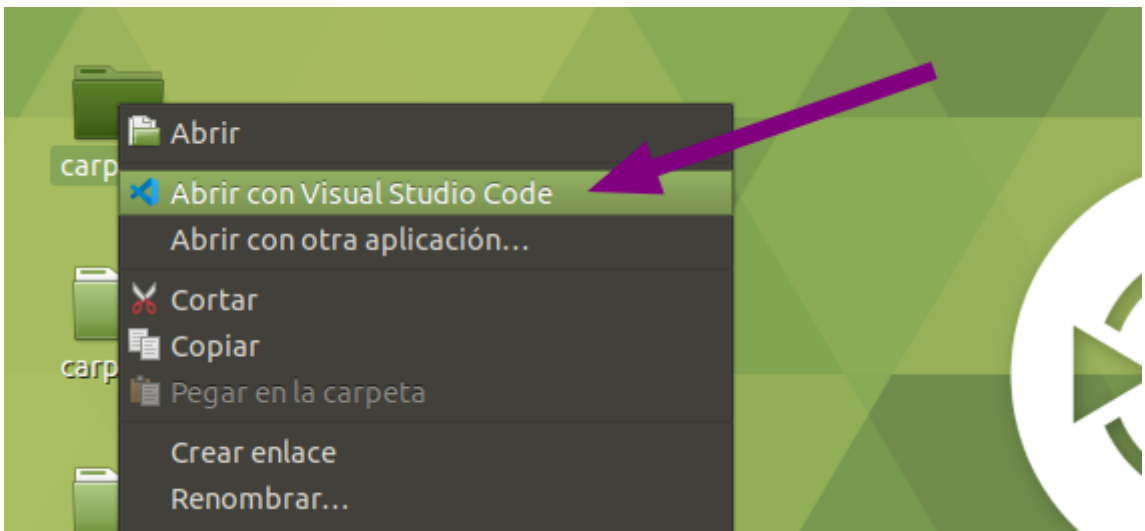 Abrir
carp
Abrir con Visual Studio Code
Abrir con otra aplicación...
Cortar
Copiar
carp
Pegar en la carpeta
Crear enlace
Renombrar...